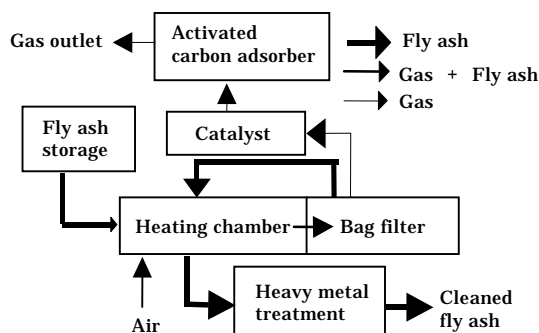 Gas outlet
Activated
carbon adsorber
Fly ash
Gas + Fly ash
Gas
Fly ash
storage
Catalyst
Heating chamber
Bag filter
Air
Heavy metal
treatment
Cleaned
fly ash